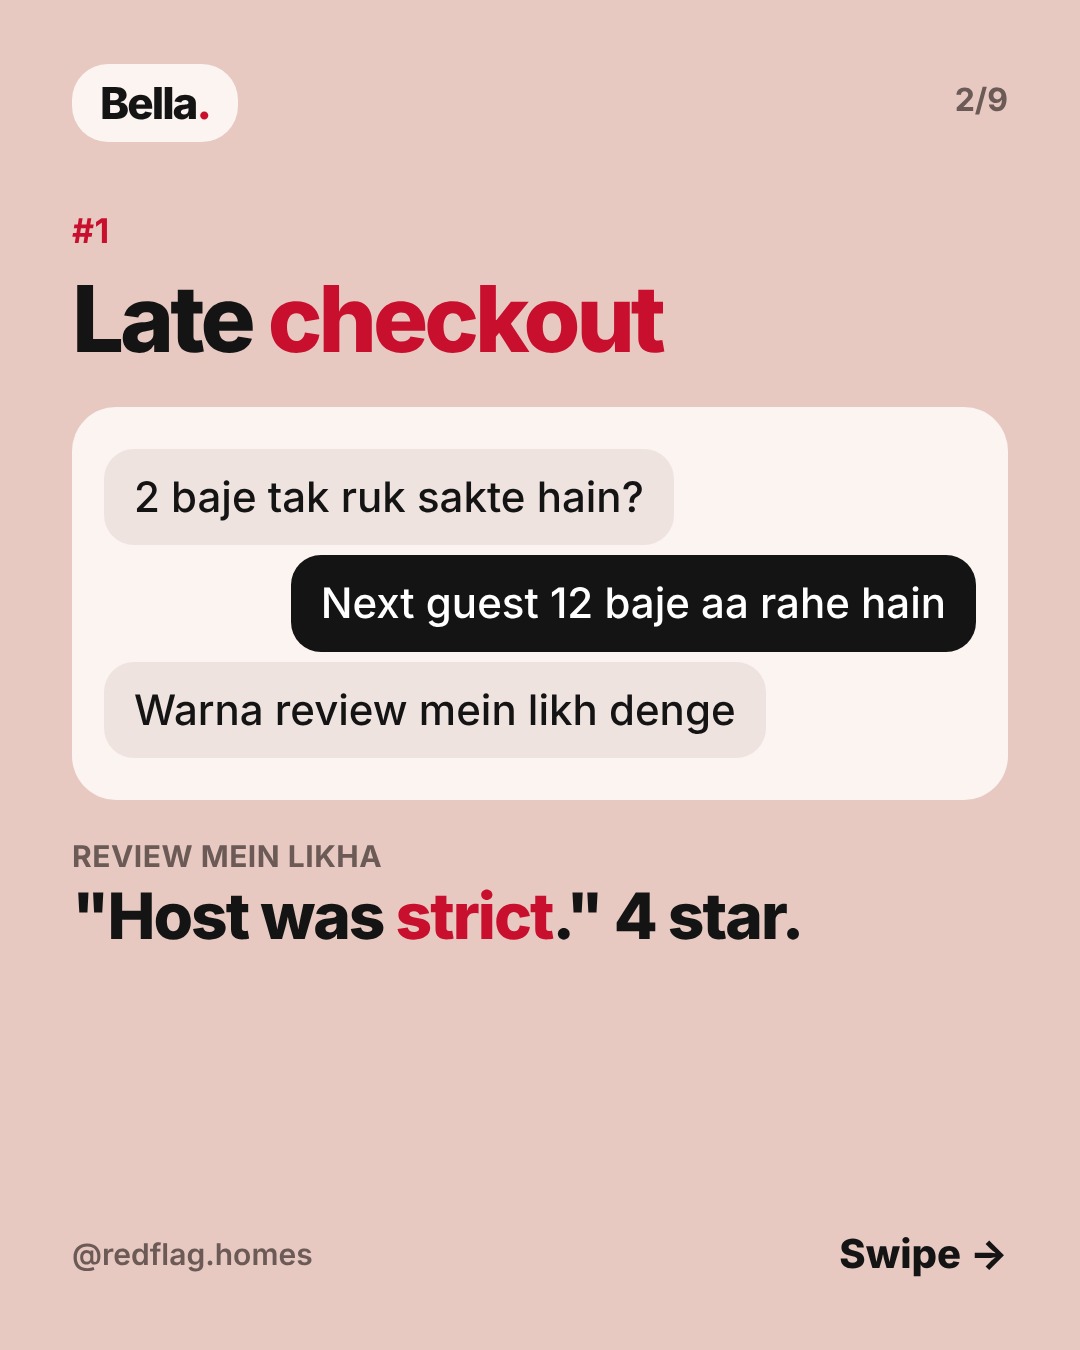 Bella.
2/9
#1
Late checkout
2 baje tak ruk sakte hain?
Next guest 12 baje aa rahe hain
Warna review mein likh denge
REVIEW MEIN LIKHA
"Host was strict." 4 star.
@redflag.homes
Swipe →